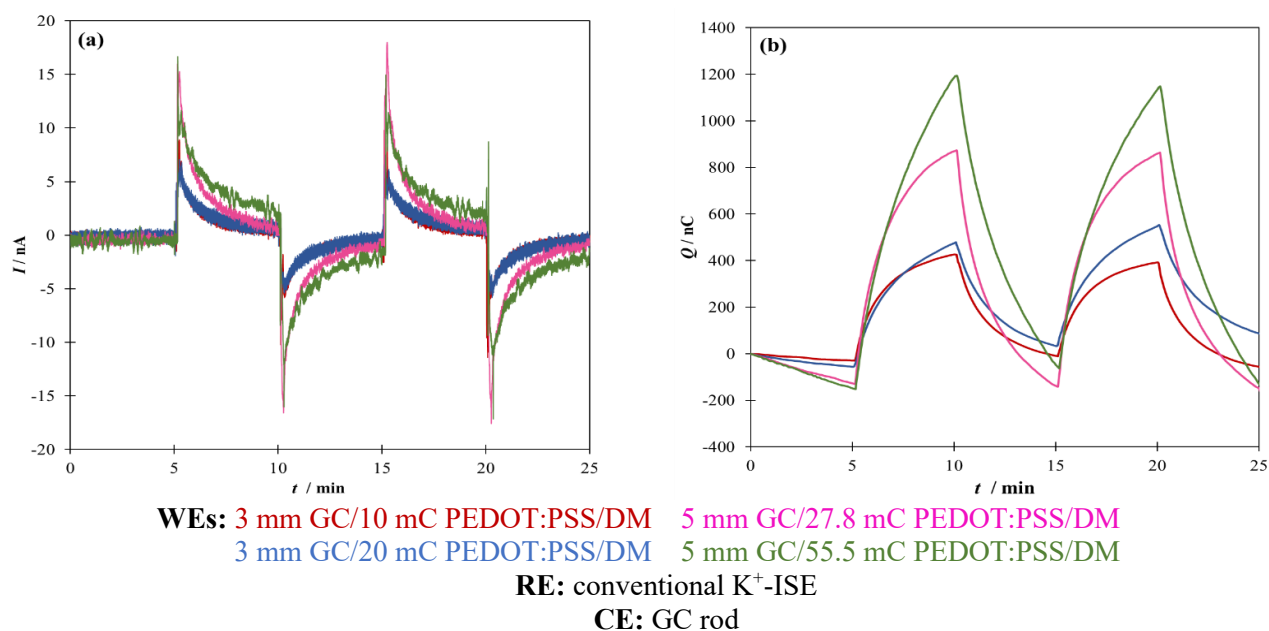 (a)
20
15
10
5
0
-5
-10
-15
-20
I / nA
0 5 10 15 20 25
t / min
(b)
1400
1200
1000
800
600
400
200
0
-200
-400
Q / nC
0 5 10 15 20 25
t / min
WEs: 3 mm GC/10 mC PEDOT:PSS/DM 5 mm GC/27.8 mC PEDOT:PSS/DM
3 mm GC/20 mC PEDOT:PSS/DM 5 mm GC/55.5 mC PEDOT:PSS/DM
RE: conventional K⁺-ISE
CE: GC rod